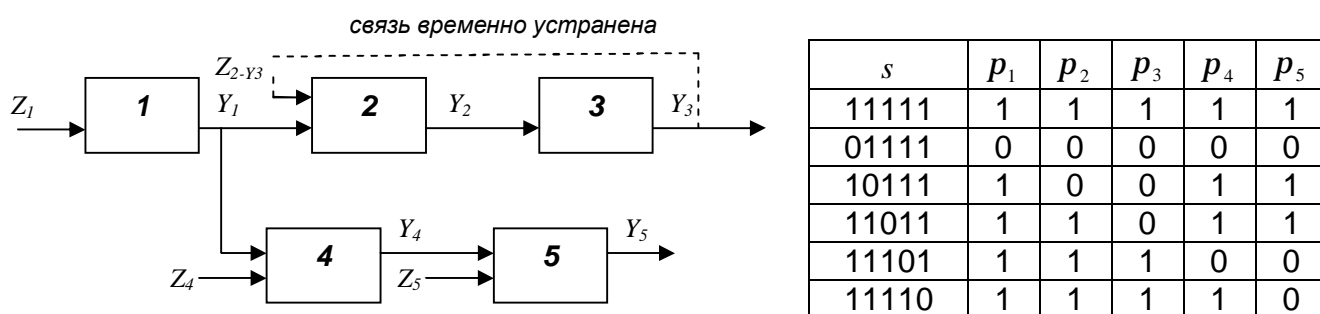 связь временно устранена
Z2-Y3
Z1 1 Y1 2 Y2 3 Y3
Z4 4 Y4 Z5 5 Y5
s p1 p2 p3 p4 p5
11111 1 1 1 1 1
01111 0 0 0 0 0
10111 1 0 0 1 1
11011 1 1 0 1 1
11101 1 1 1 0 0
11110 1 1 1 1 0